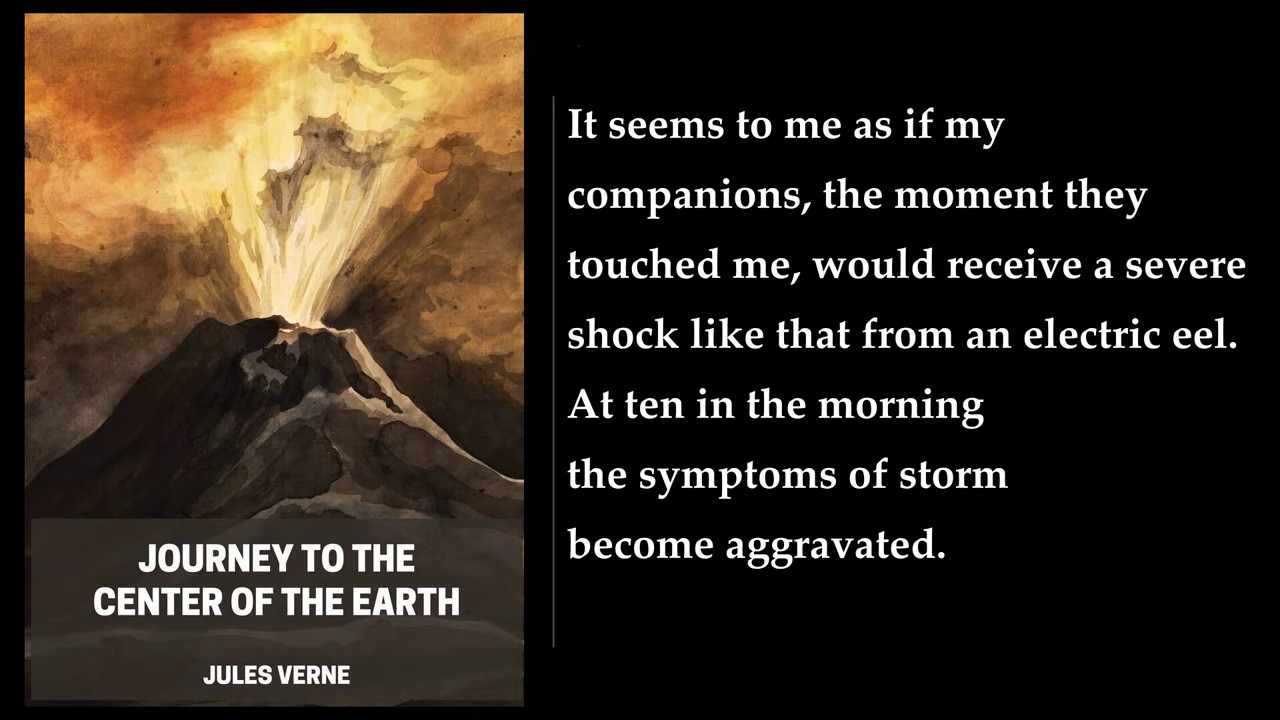 It seems to me as if my
companions, the moment they
touched me, would receive a severe
shock like that from an electric eel.
At ten in the morning
the symptoms of storm
become aggravated.
JOURNEY TO THE
CENTER OF THE EARTH
JULES VERNE